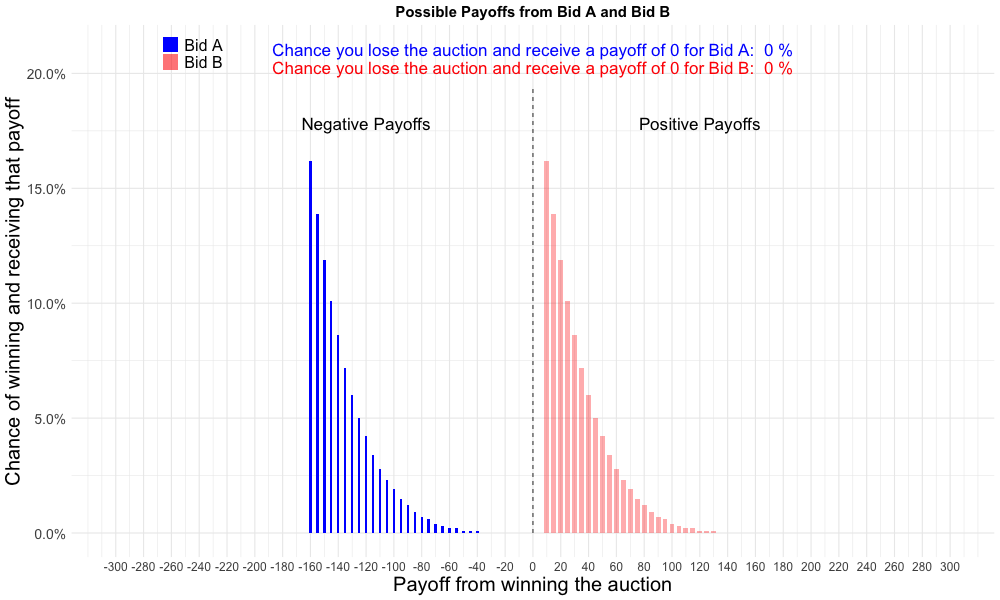 Possible Payoffs from Bid A and Bid B
Bid A
Bid B
Chance you lose the auction and receive a payoff of 0 for Bid A:  0 %
Chance you lose the auction and receive a payoff of 0 for Bid B:  0 %
Negative Payoffs
Positive Payoffs
Chance of winning and receiving that payoff
20.0%
15.0%
10.0%
5.0%
0.0%
-300 -280 -260 -240 -220 -200 -180 -160 -140 -120 -100 -80 -60 -40 -20 0 20 40 60 80 100 120 140 160 180 200 220 240 260 280 300
Payoff from winning the auction